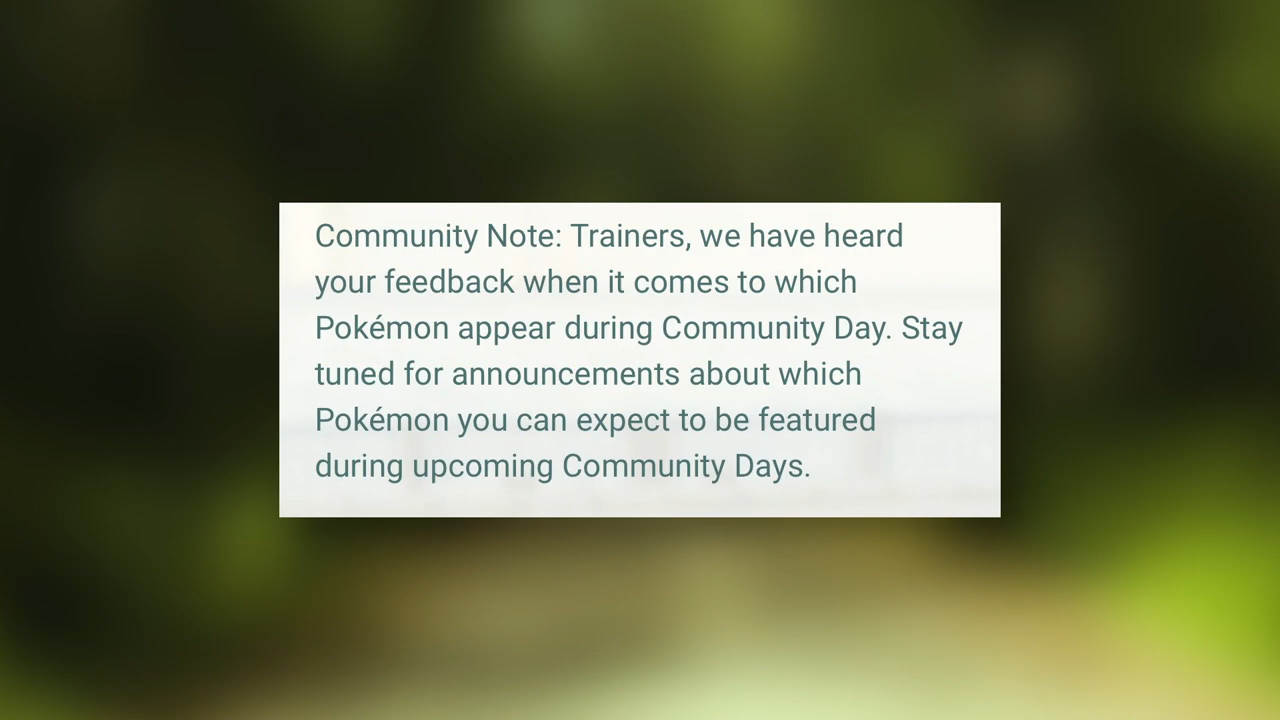 Community Note: Trainers, we have heard
your feedback when it comes to which
Pokémon appear during Community Day. Stay
tuned for announcements about which
Pokémon you can expect to be featured
during upcoming Community Days.